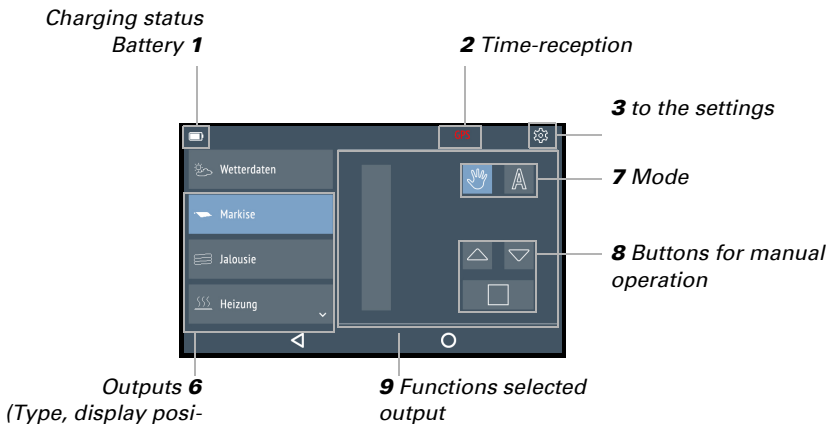 Charging status
Battery 1
2 Time-reception
3 to the settings
Wetterdaten
A
7 Mode
Markise
8 Buttons for manual
operation
Jalousie
Heizung
Outputs 6
(Type, display posi-
9 Functions selected
output